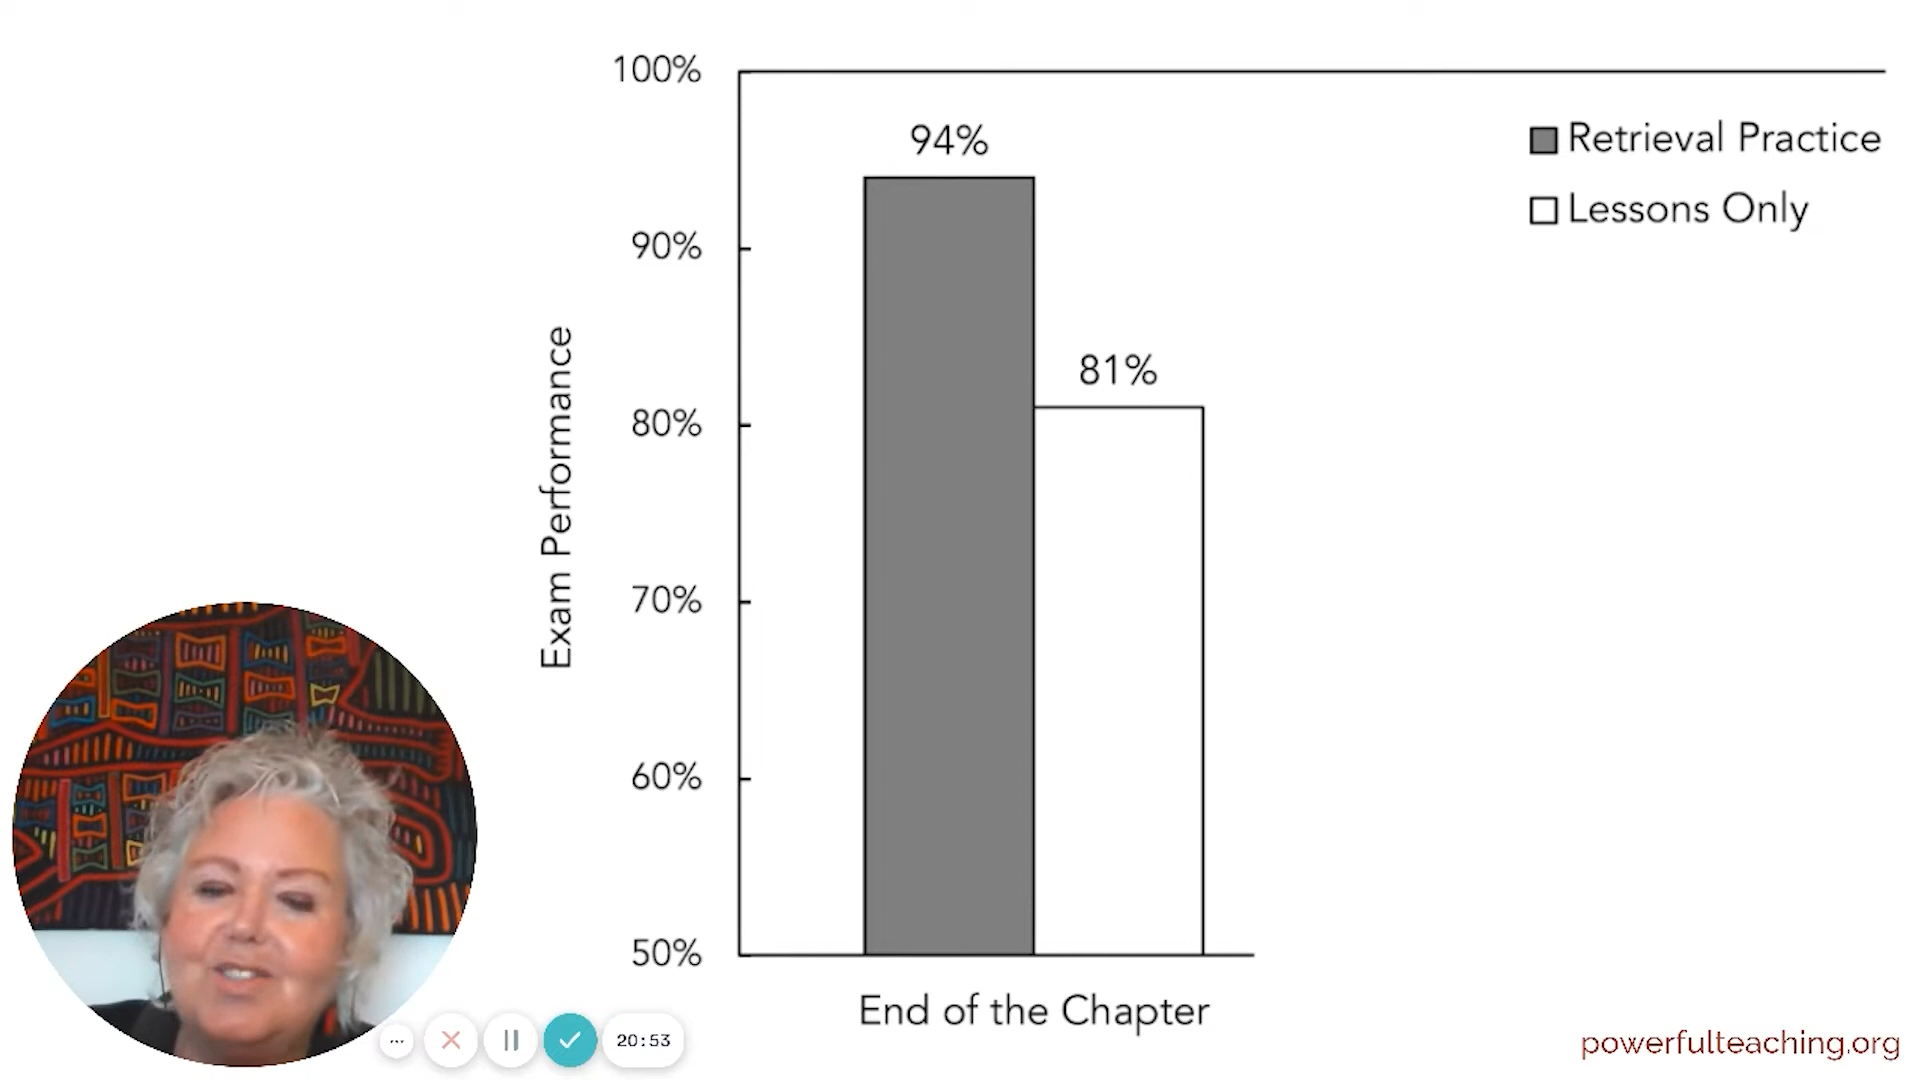 100%
94%
Retrieval Practice
Lessons Only
90%
81%
80%
Exam Performance
70%
60%
50%
End of the Chapter
20:53
powerfulteaching.org